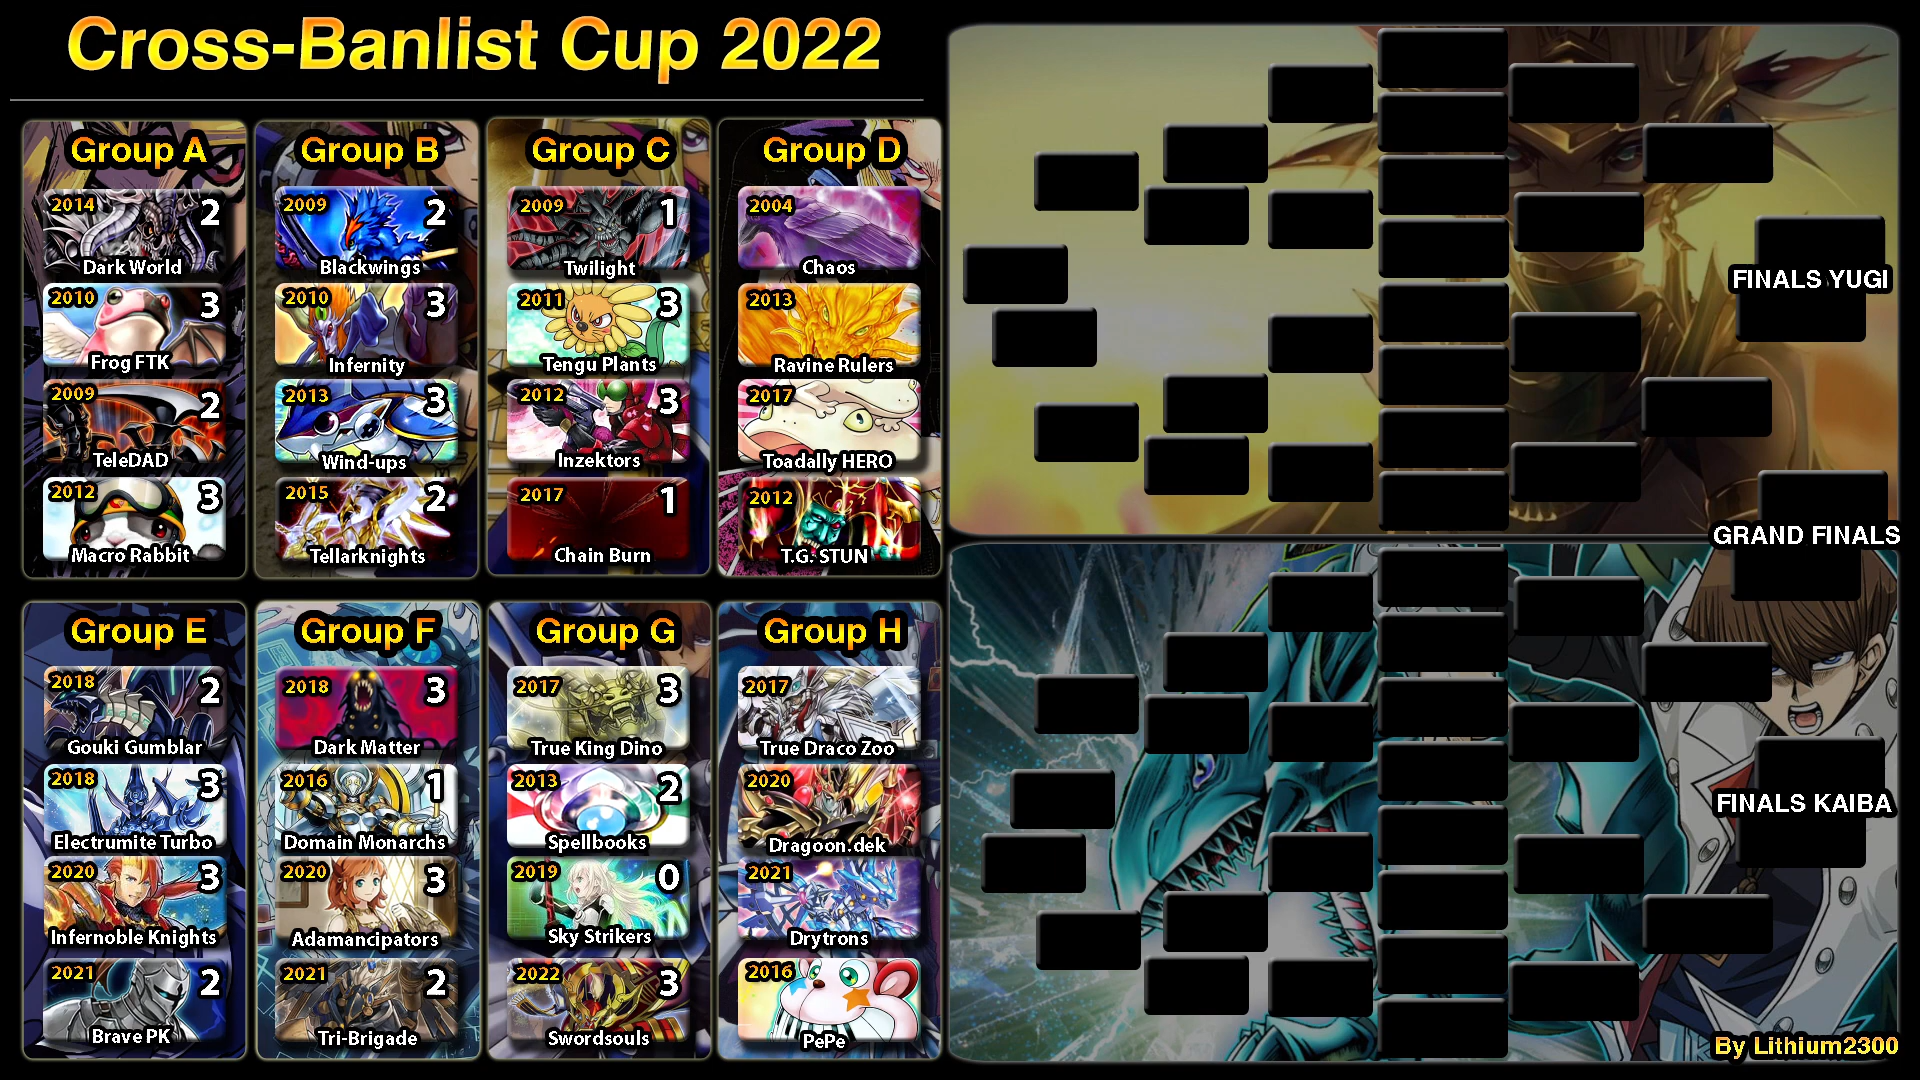 Cross-Banlist Cup 2022
Group A
2014 2
Dark World
2010 3
Frog FTK
2009 2
TeleDAD
2012 3
Macro Rabbit
Group B
2009 2
Blackwings
2010 3
Infernity
2013 3
Wind-ups
2015 2
Tellarknights
Group C
2009 1
Twilight
2011 3
Tengu Plants
2012 3
Inzektors
2017 1
Chain Burn
Group D
2004
Chaos
2013
Ravine Rulers
2017
Toadally HERO
2012
T.G. STUN
Group E
2018 2
Gouki Gumblar
2018 3
Electrumite Turbo
2020 3
Infernoble Knights
2021 2
Brave PK
Group F
2018 3
Dark Matter
2016 1
Domain Monarchs
2020 3
Adamancipators
2021 2
Tri-Brigade
Group G
2017 3
True King Dino
2013 2
Spellbooks
2019 0
Sky Strikers
2022 3
Swordsouls
Group H
2017
True Draco Zoo
2020
Dragoon.dek
2021
Drytrons
2016
PePe
FINALS YUGI
GRAND FINALS
FINALS KAIBA
By Lithium2300